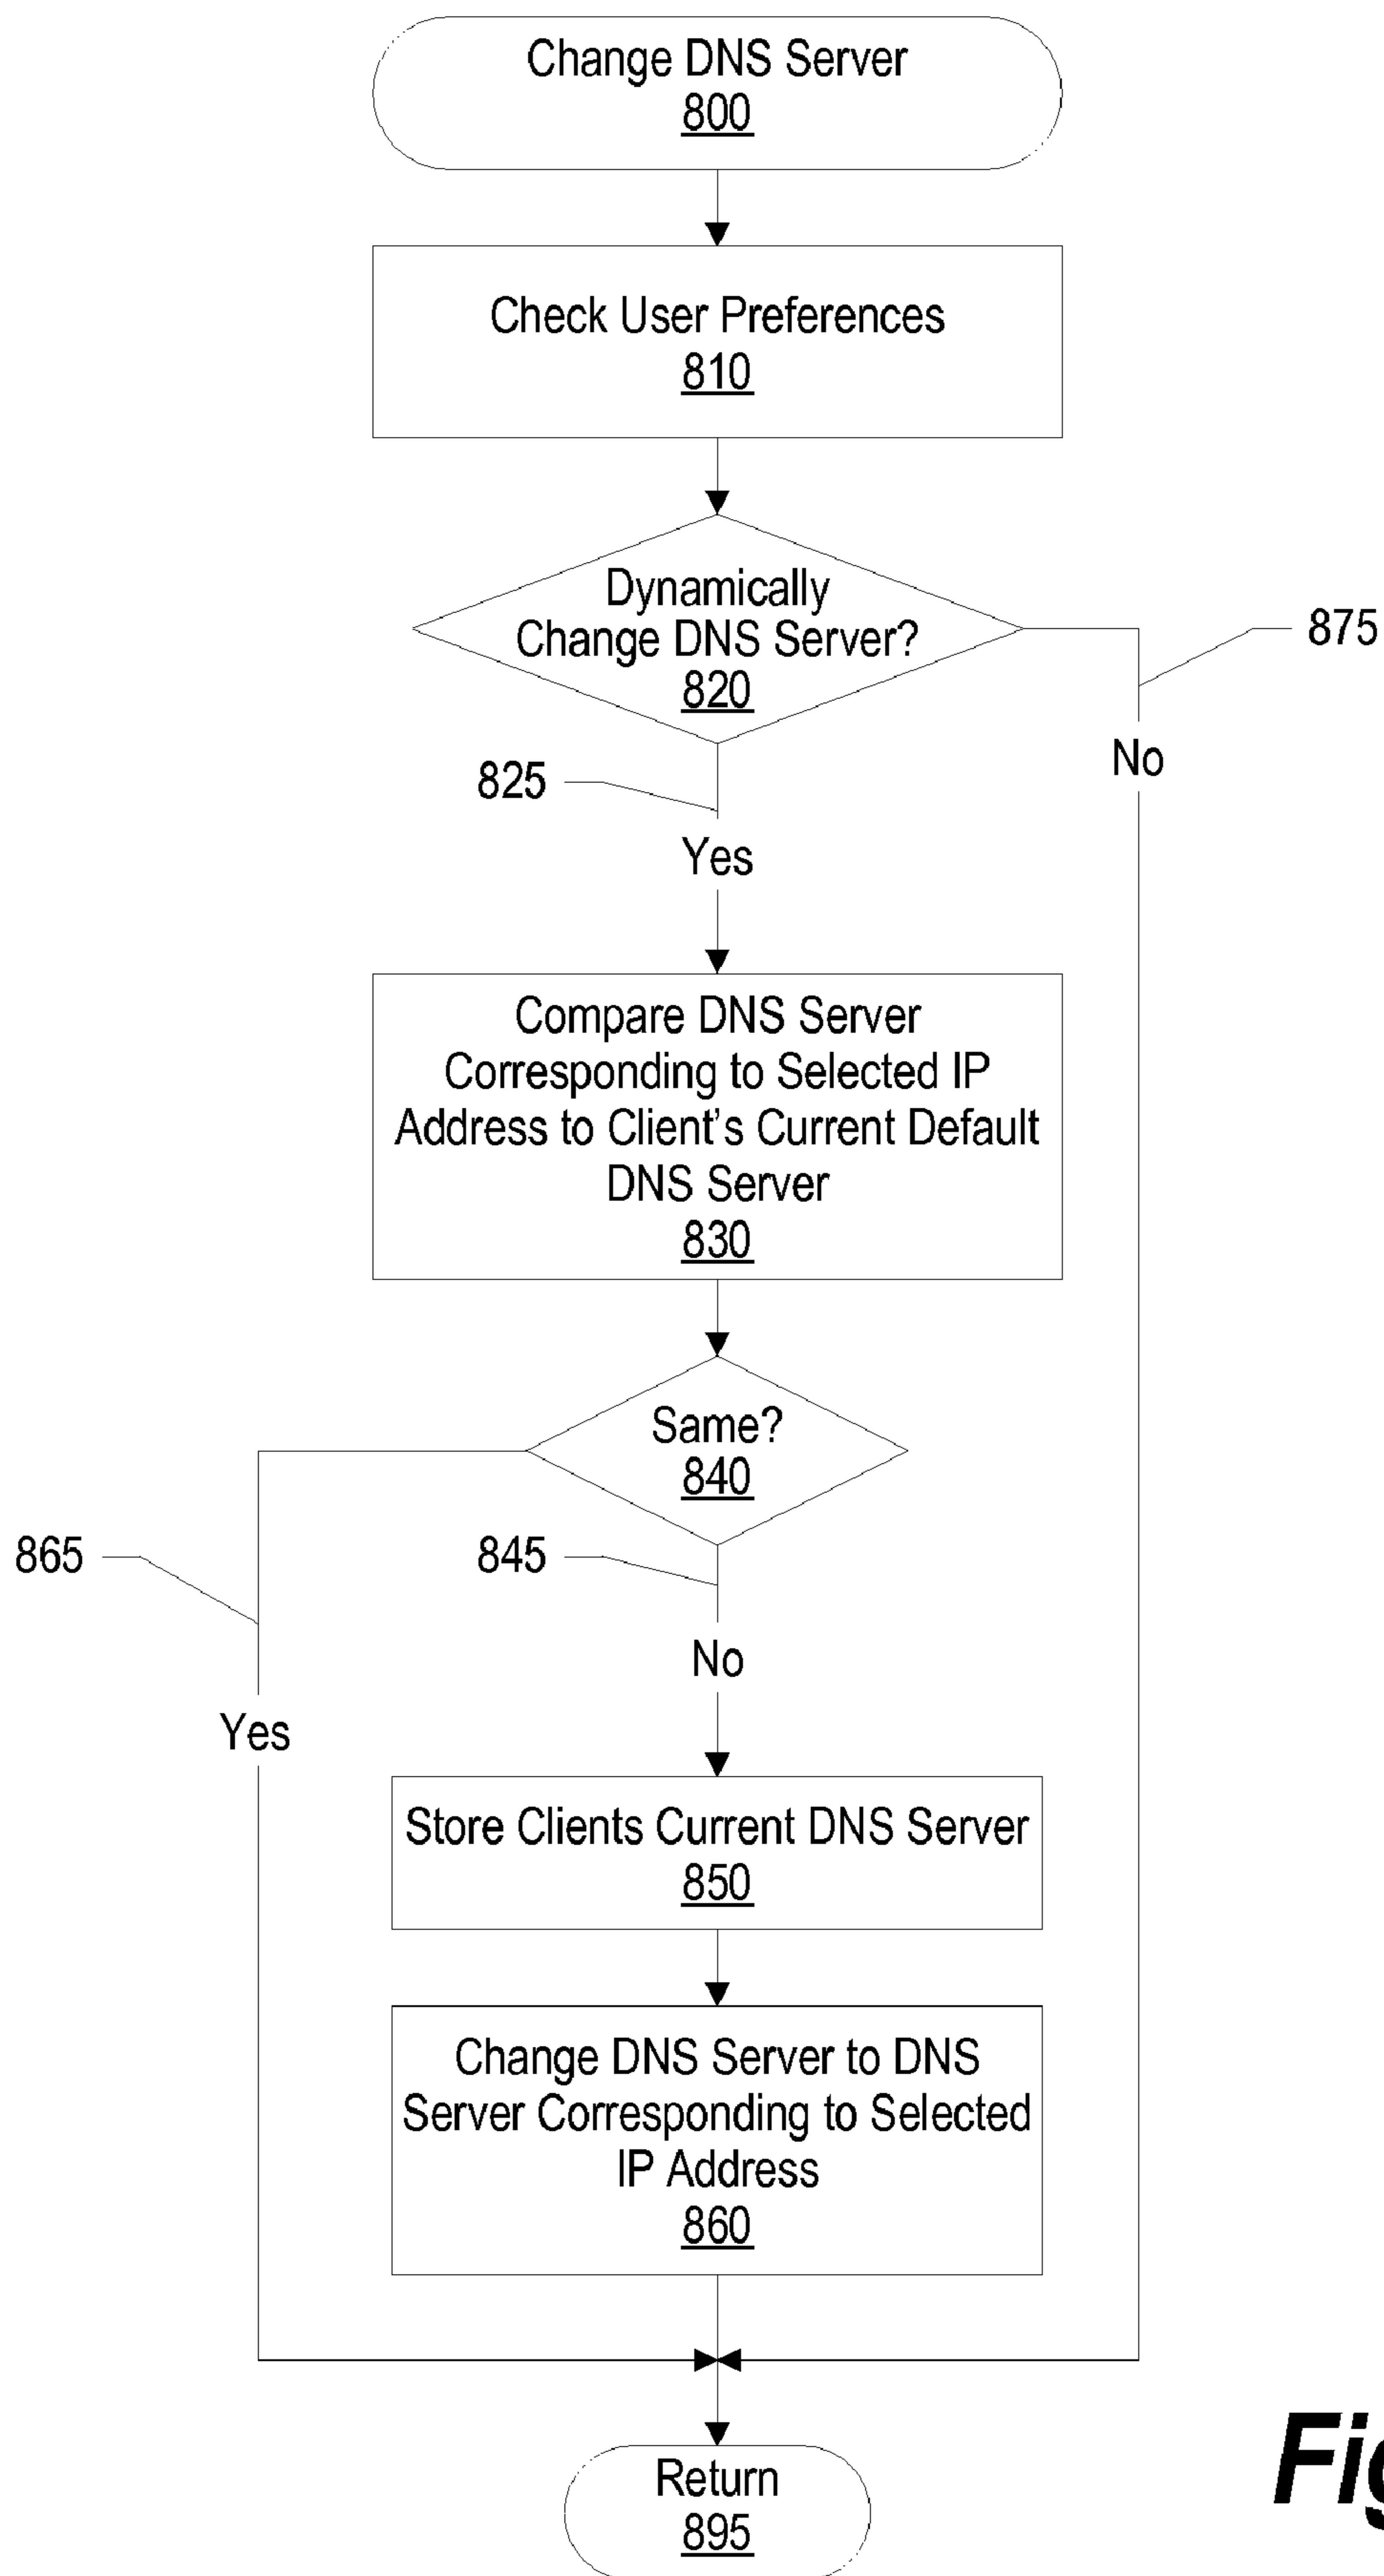 Change DNS Server
800
Check User Preferences
810
Dynamically
Change DNS Server?
820
875
No
825
Yes
Compare DNS Server
Corresponding to Selected IP
Address to Client's Current Default
DNS Server
830
Same?
840
865
845
No
Yes
Store Clients Current DNS Server
850
Change DNS Server to DNS
Server Corresponding to Selected
IP Address
860
Return
895